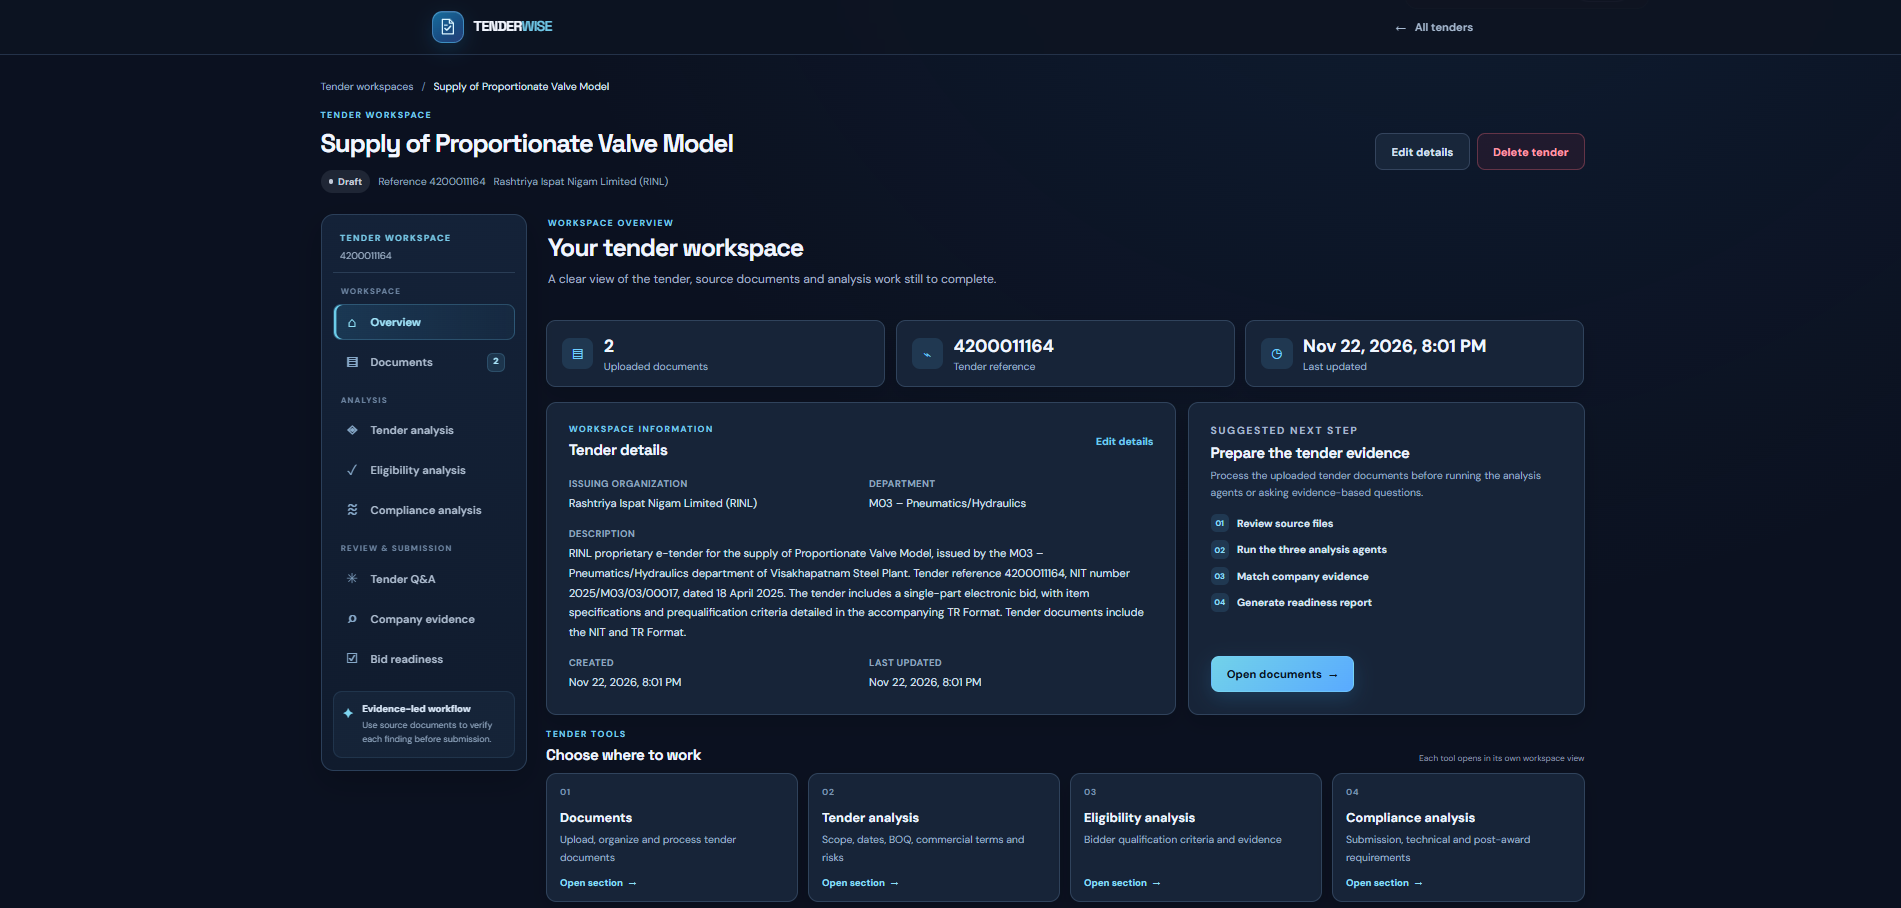 TENDERWISE
← All tenders
Tender workspaces / Supply of Proportionate Valve Model
TENDER WORKSPACE
Supply of Proportionate Valve Model
Draft Reference 4200011164 Rashtriya Ispat Nigam Limited (RINL)
Edit details
Delete tender
TENDER WORKSPACE
4200011164
WORKSPACE
Overview
Documents 2
ANALYSIS
Tender analysis
Eligibility analysis
Compliance analysis
REVIEW & SUBMISSION
Tender Q&A
Company evidence
Bid readiness
Evidence-led workflow
Use source documents to verify
each finding before submission.
WORKSPACE OVERVIEW
Your tender workspace
A clear view of the tender, source documents and analysis work still to complete.
2
Uploaded documents
4200011164
Tender reference
Nov 22, 2026, 8:01 PM
Last updated
WORKSPACE INFORMATION
Tender details
Edit details
ISSUING ORGANIZATION
Rashtriya Ispat Nigam Limited (RINL)
DEPARTMENT
M03 – Pneumatics/Hydraulics
DESCRIPTION
RINL proprietary e-tender for the supply of Proportionate Valve Model, issued by the M03 –
Pneumatics/Hydraulics department of Visakhapatnam Steel Plant. Tender reference 4200011164, NIT number
2025/M03/03/00017, dated 18 April 2025. The tender includes a single-part electronic bid, with item
specifications and prequalification criteria detailed in the accompanying TR Format. Tender documents include
the NIT and TR Format.
CREATED
Nov 22, 2026, 8:01 PM
LAST UPDATED
Nov 22, 2026, 8:01 PM
SUGGESTED NEXT STEP
Prepare the tender evidence
Process the uploaded tender documents before running the analysis
agents or asking evidence-based questions.
01 Review source files
02 Run the three analysis agents
03 Match company evidence
04 Generate readiness report
Open documents →
TENDER TOOLS
Choose where to work
Each tool opens in its own workspace view
01
Documents
Upload, organize and process tender
documents
Open section →
02
Tender analysis
Scope, dates, BOQ, commercial terms and
risks
Open section →
03
Eligibility analysis
Bidder qualification criteria and evidence
Open section →
04
Compliance analysis
Submission, technical and post-award
requirements
Open section →